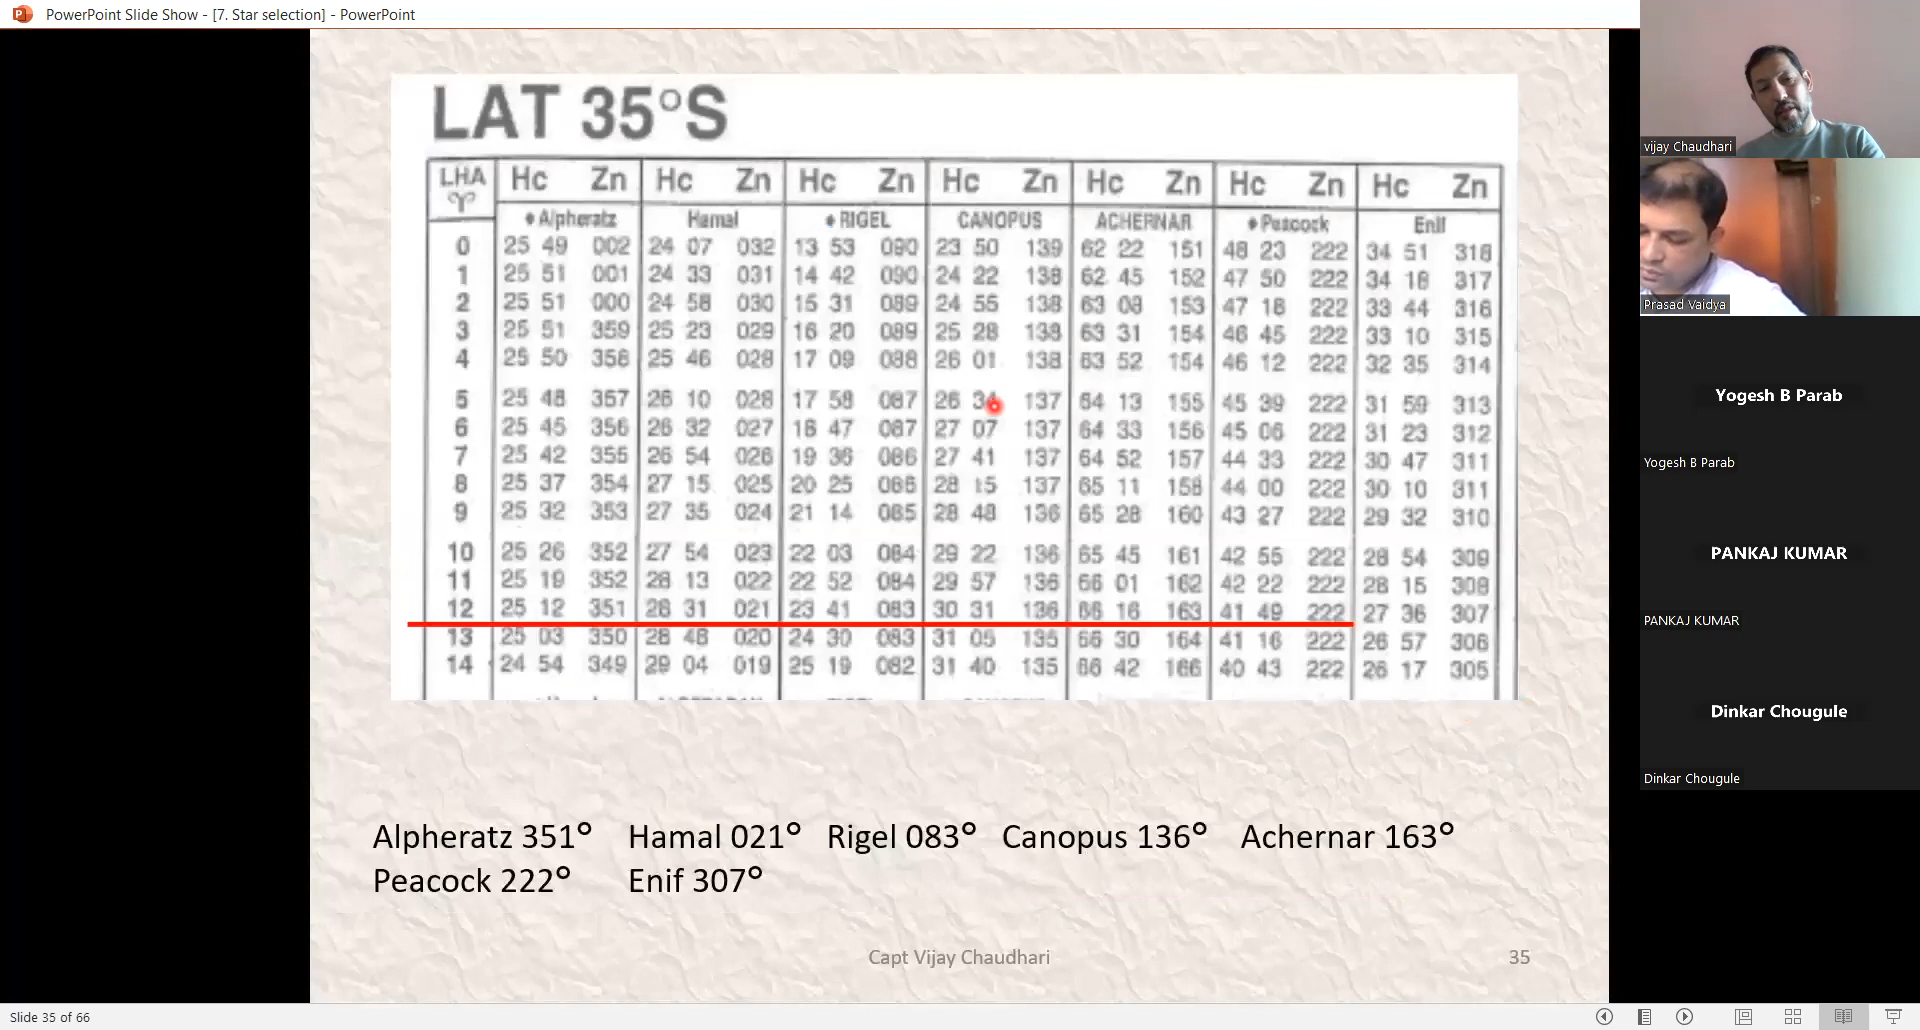 PowerPoint Slide Show - [7. Star selection] - PowerPoint
LAT 35°S
LHA ♈ Hc Zn Hc Zn Hc Zn Hc Zn Hc Zn Hc Zn Hc Zn
♦ Alpheratz Hamal ♦ RIGEL CANOPUS ACHERNAR ♦ Peacock Enif
0 25 49 002 24 07 032 13 53 090 23 50 139 62 22 151 48 23 222 34 51 318
1 25 51 001 24 33 031 14 42 090 24 22 138 62 45 152 47 50 222 34 18 317
2 25 51 000 24 58 030 15 31 089 24 55 138 63 08 153 47 18 222 33 44 316
3 25 51 359 25 23 029 16 20 089 25 28 138 63 31 154 46 45 222 33 10 315
4 25 50 358 25 46 028 17 09 088 26 01 138 63 52 154 46 12 222 32 35 314
5 25 48 357 26 10 028 17 58 087 26 34 137 64 13 155 45 39 222 31 59 313
6 25 45 356 26 32 027 18 47 087 27 07 137 64 33 156 45 06 222 31 23 312
7 25 42 355 26 54 026 19 36 086 27 41 137 64 52 157 44 33 222 30 47 311
8 25 37 354 27 15 025 20 25 086 28 15 137 65 11 158 44 00 222 30 10 311
9 25 32 353 27 35 024 21 14 085 28 48 136 65 28 160 43 27 222 29 32 310
10 25 26 352 27 54 023 22 03 084 29 22 136 65 45 161 42 55 222 28 54 309
11 25 19 352 28 13 022 22 52 084 29 57 136 66 01 162 42 22 222 28 15 308
12 25 12 351 28 31 021 23 41 083 30 31 136 66 16 163 41 49 222 27 36 307
13 25 03 350 28 48 020 24 30 083 31 05 135 66 30 164 41 16 222 26 57 306
14 24 54 349 29 04 019 25 19 082 31 40 135 66 42 166 40 43 222 26 17 305
Alpheratz 351° Hamal 021° Rigel 083° Canopus 136° Achernar 163°
Peacock 222° Enif 307°
Capt Vijay Chaudhari 35
Slide 35 of 66
vijay Chaudhari
Prasad Vaidya
Yogesh B Parab
Yogesh B Parab
PANKAJ KUMAR
PANKAJ KUMAR
Dinkar Chougule
Dinkar Chougule